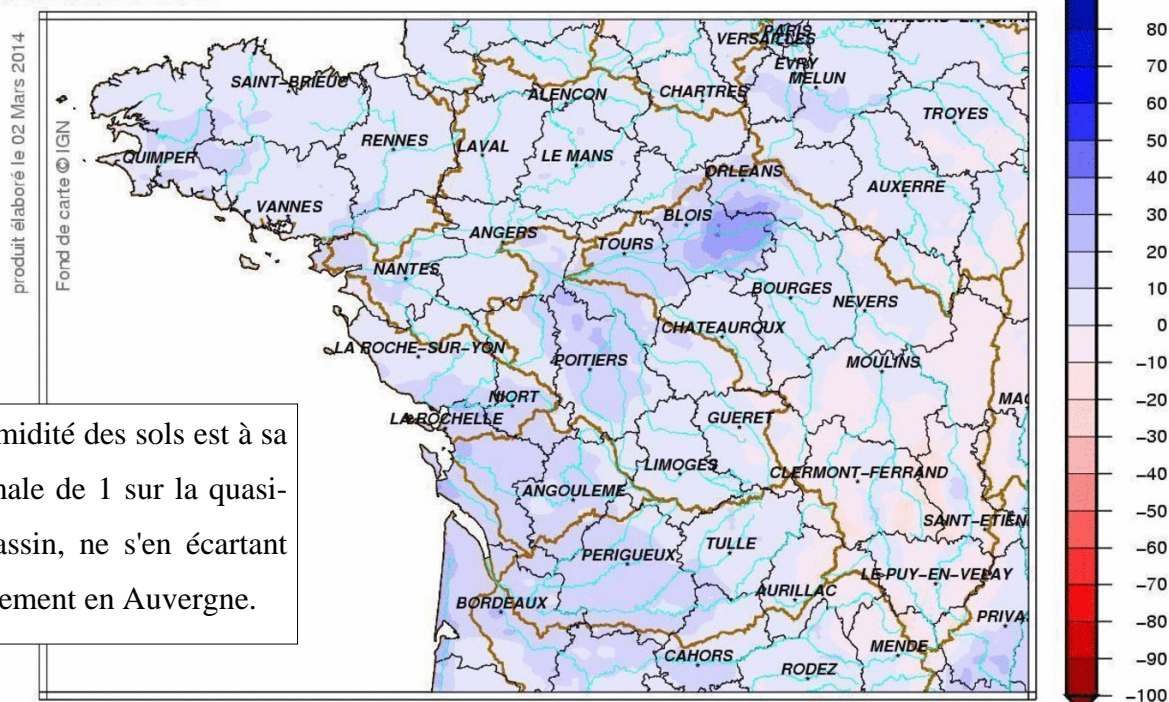 produit élaboré le 02 Mars 2014
Fond de carte © IGN
PARIS
VERSAILLES
EVRY
MELUN
SAINT-BRIEUC
ALENCON
CHARTRES
TROYES
RENNES
LAVAL
LE MANS
QUIMPER
ORLEANS
AUXERRE
VANNES
BLOIS
ANGERS
TOURS
NANTES
BOURGES
NEVERS
CHATEAUROUX
LA ROCHE-SUR-YON
POITIERS
MOULINS
NIORT
MAC
LA ROCHELLE
GUERET
LIMOGES
CLERMONT-FERRAND
ANGOULEME
SAINT-ETIEN
PERIGUEUX
TULLE
LE-PUY-EN-VELAY
BORDEAUX
AURILLAC
PRIVA
MENDE
CAHORS
RODEZ
midité des sols est à sa
nale de 1 sur la quasi-
assin, ne s'en écartant
ement en Auvergne.
80
70
60
50
40
30
20
10
0
-10
-20
-30
-40
-50
-60
-70
-80
-90
-100